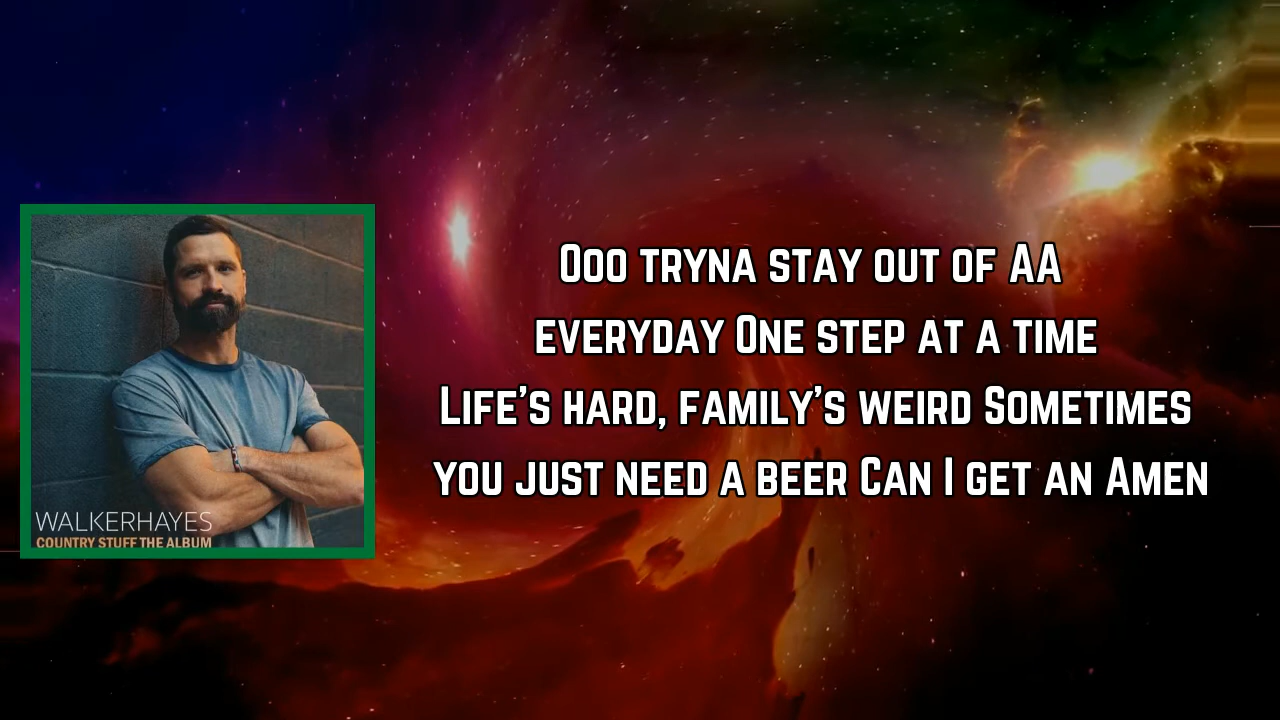 WALKERHAYES
COUNTRY STUFF THE ALBUM
Ooo tryna stay out of AA
everyday One step at a time
Life's hard, family's weird Sometimes
you just need a beer Can I get an Amen